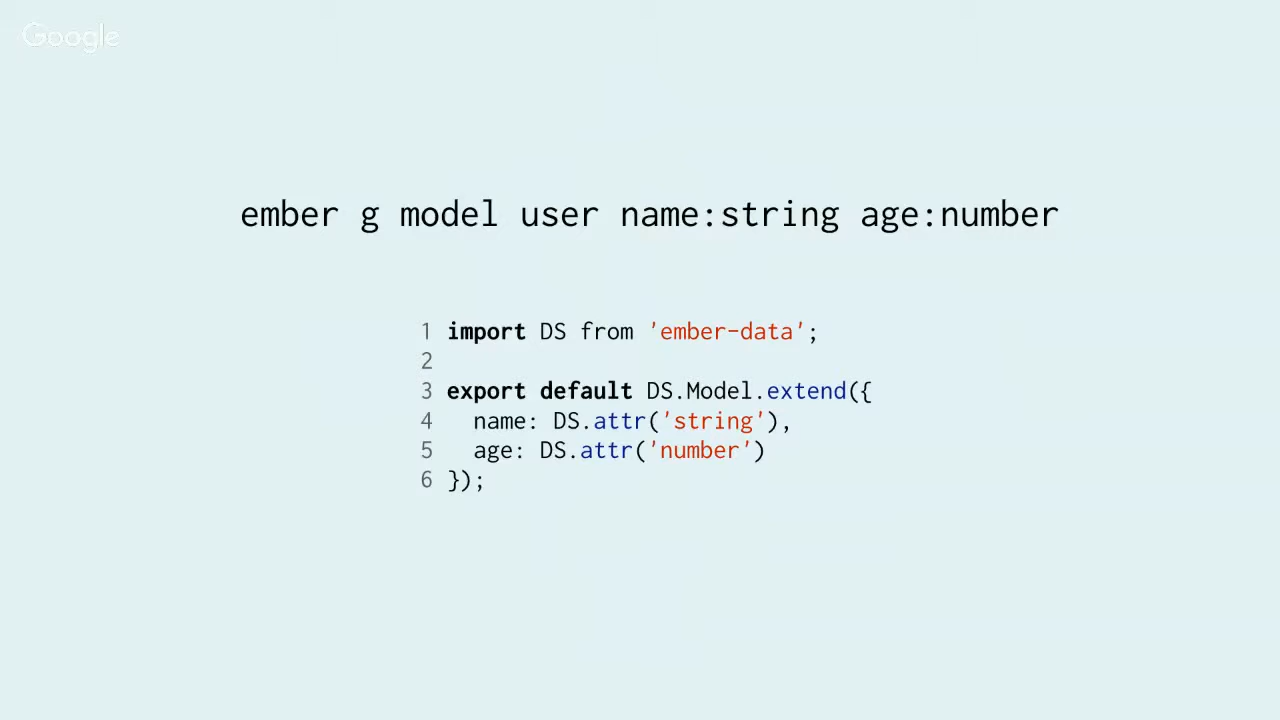 Google
ember g model user name:string age:number
1 import DS from 'ember-data';
2
3 export default DS.Model.extend({
4   name: DS.attr('string'),
5   age: DS.attr('number')
6 });